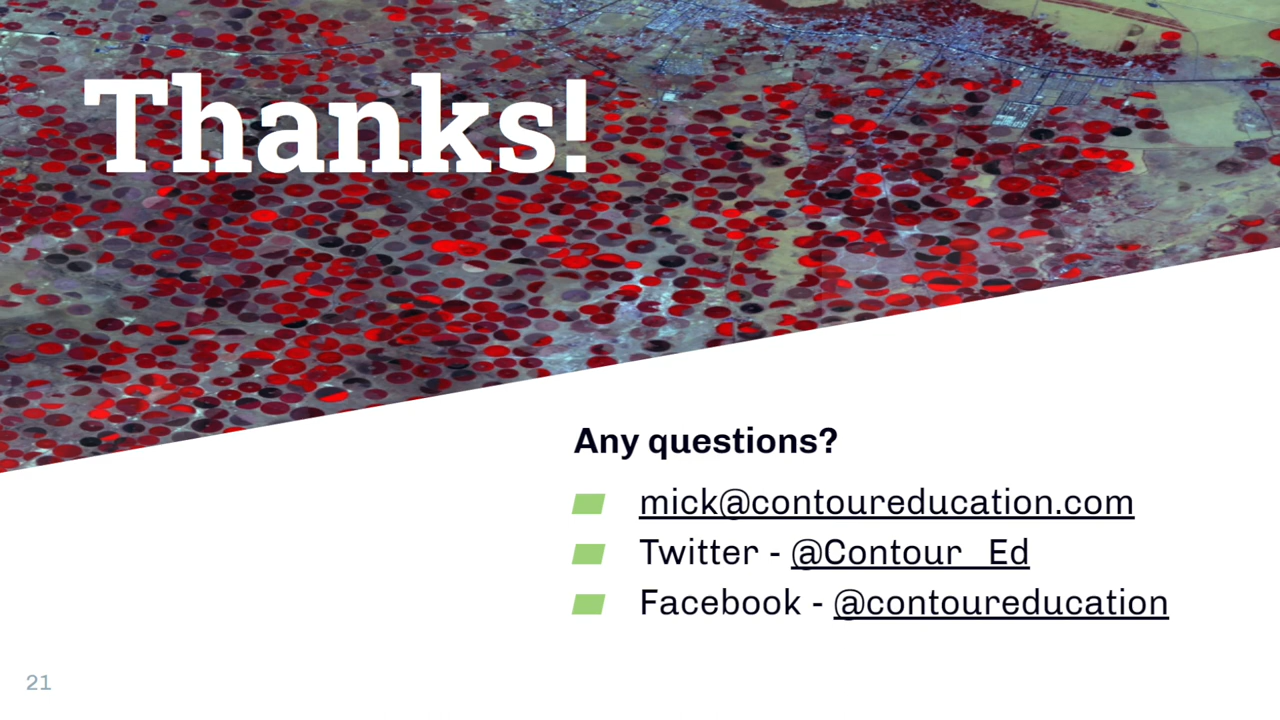 Thanks!
Any questions?
mick@contoureducation.com
Twitter - @Contour_Ed
Facebook - @contoureducation
21